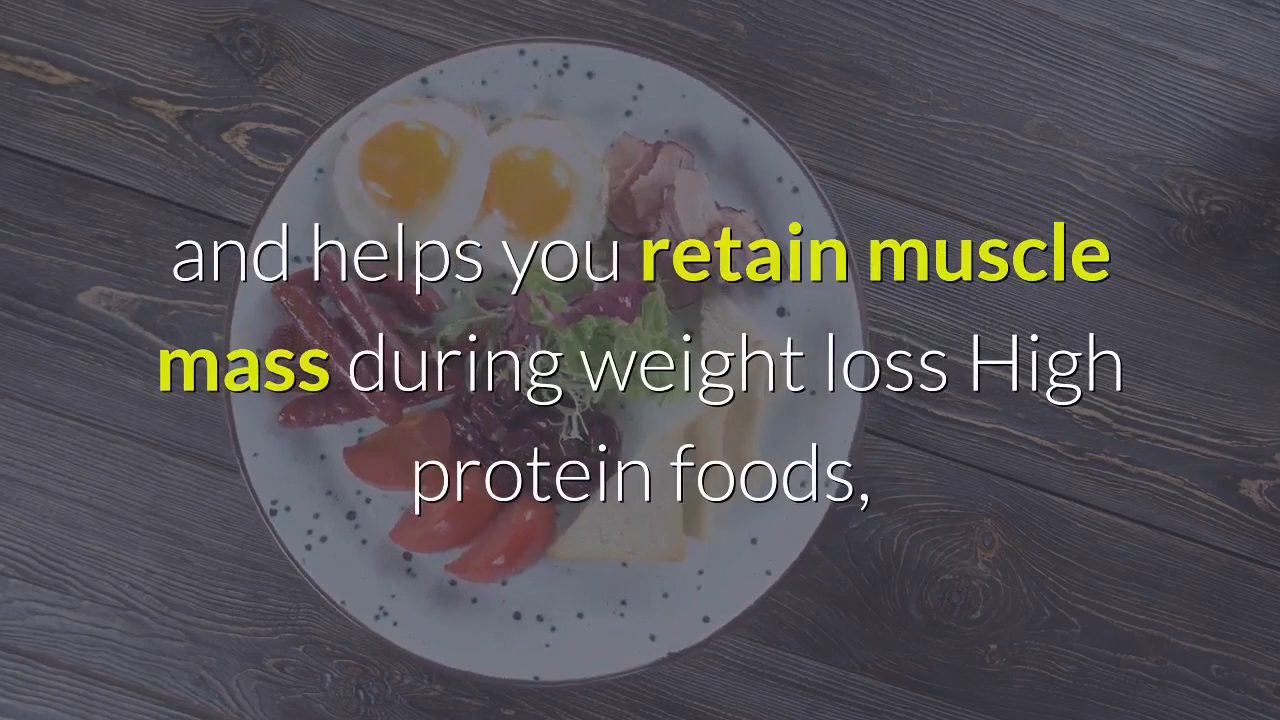 and helps you retain muscle
mass during weight loss High
protein foods,